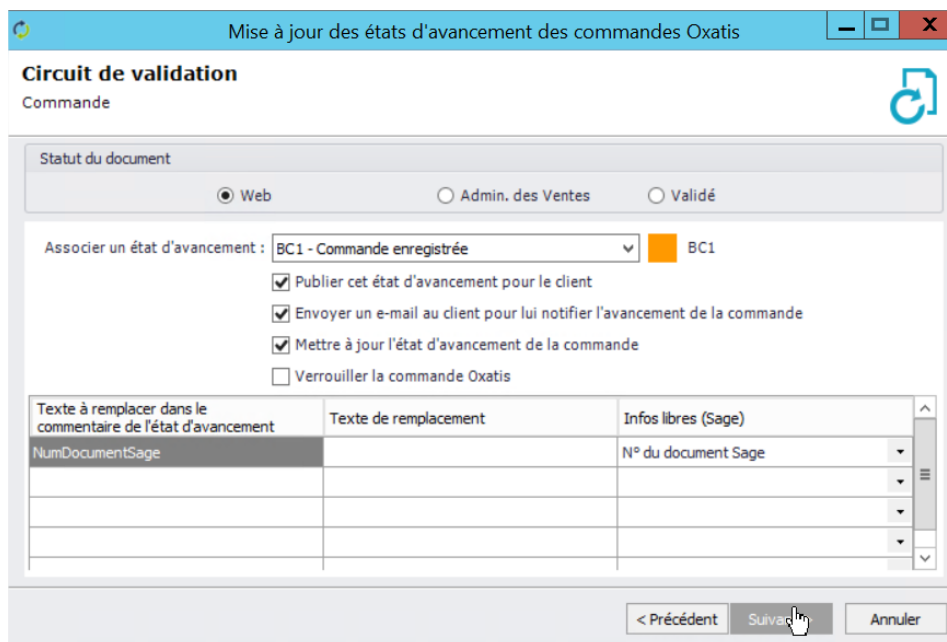 Mise à jour des états d'avancement des commandes Oxatis
Circuit de validation
Commande
Statut du document
Web Admin. des Ventes Validé
Associer un état d'avancement : BC1 - Commande enregistrée BC1
Publier cet état d'avancement pour le client
Envoyer un e-mail au client pour lui notifier l'avancement de la commande
Mettre à jour l'état d'avancement de la commande
Verrouiller la commande Oxatis
Texte à remplacer dans le
commentaire de l'état d'avancement
Texte de remplacement
Infos libres (Sage)
NumDocumentSage N° du document Sage
< Précédent Annuler